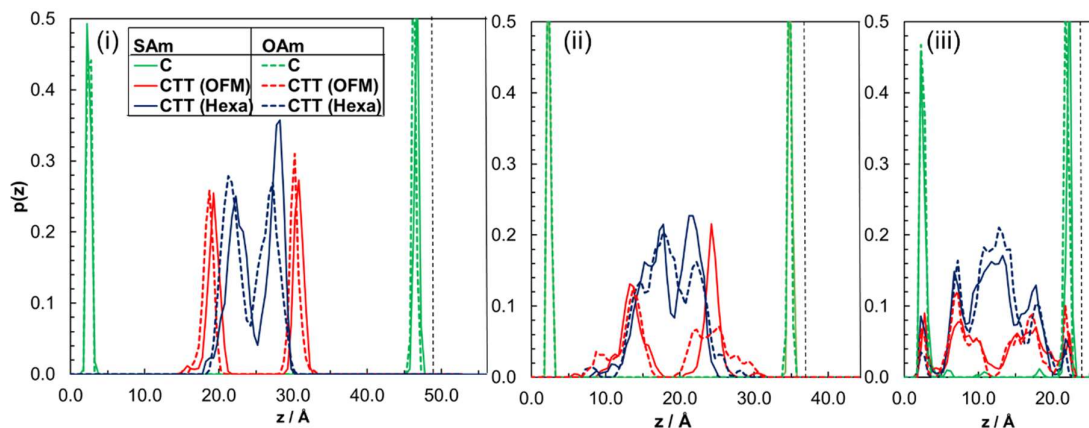 (i)
SAm OAm
C C
CTT (OFM) CTT (OFM)
CTT (Hexa) CTT (Hexa)
p(z)
0.5
0.4
0.3
0.2
0.1
0.0
0.0 10.0 20.0 30.0 40.0 50.0
z / Å
(ii)
0.5
0.4
0.3
0.2
0.1
0.0
0.0 10.0 20.0 30.0 40.0
z / Å
(iii)
0.5
0.4
0.3
0.2
0.1
0.0
0.0 10.0 20.0
z / Å